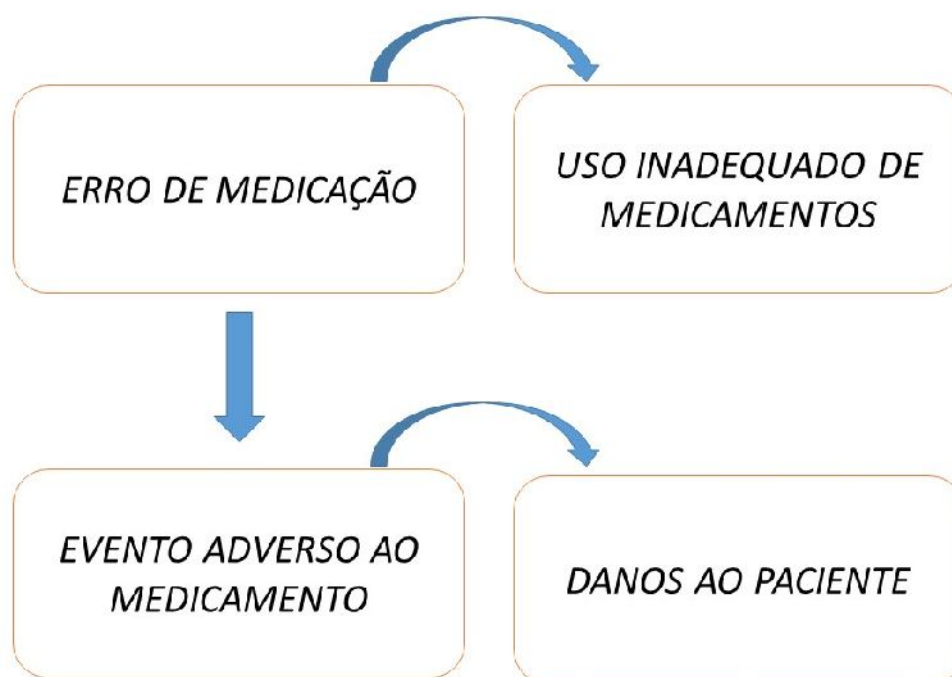 ERRO DE MEDICAÇÃO
USO INADEQUADO DE
MEDICAMENTOS
EVENTO ADVERSO AO
MEDICAMENTO
DANOS AO PACIENTE